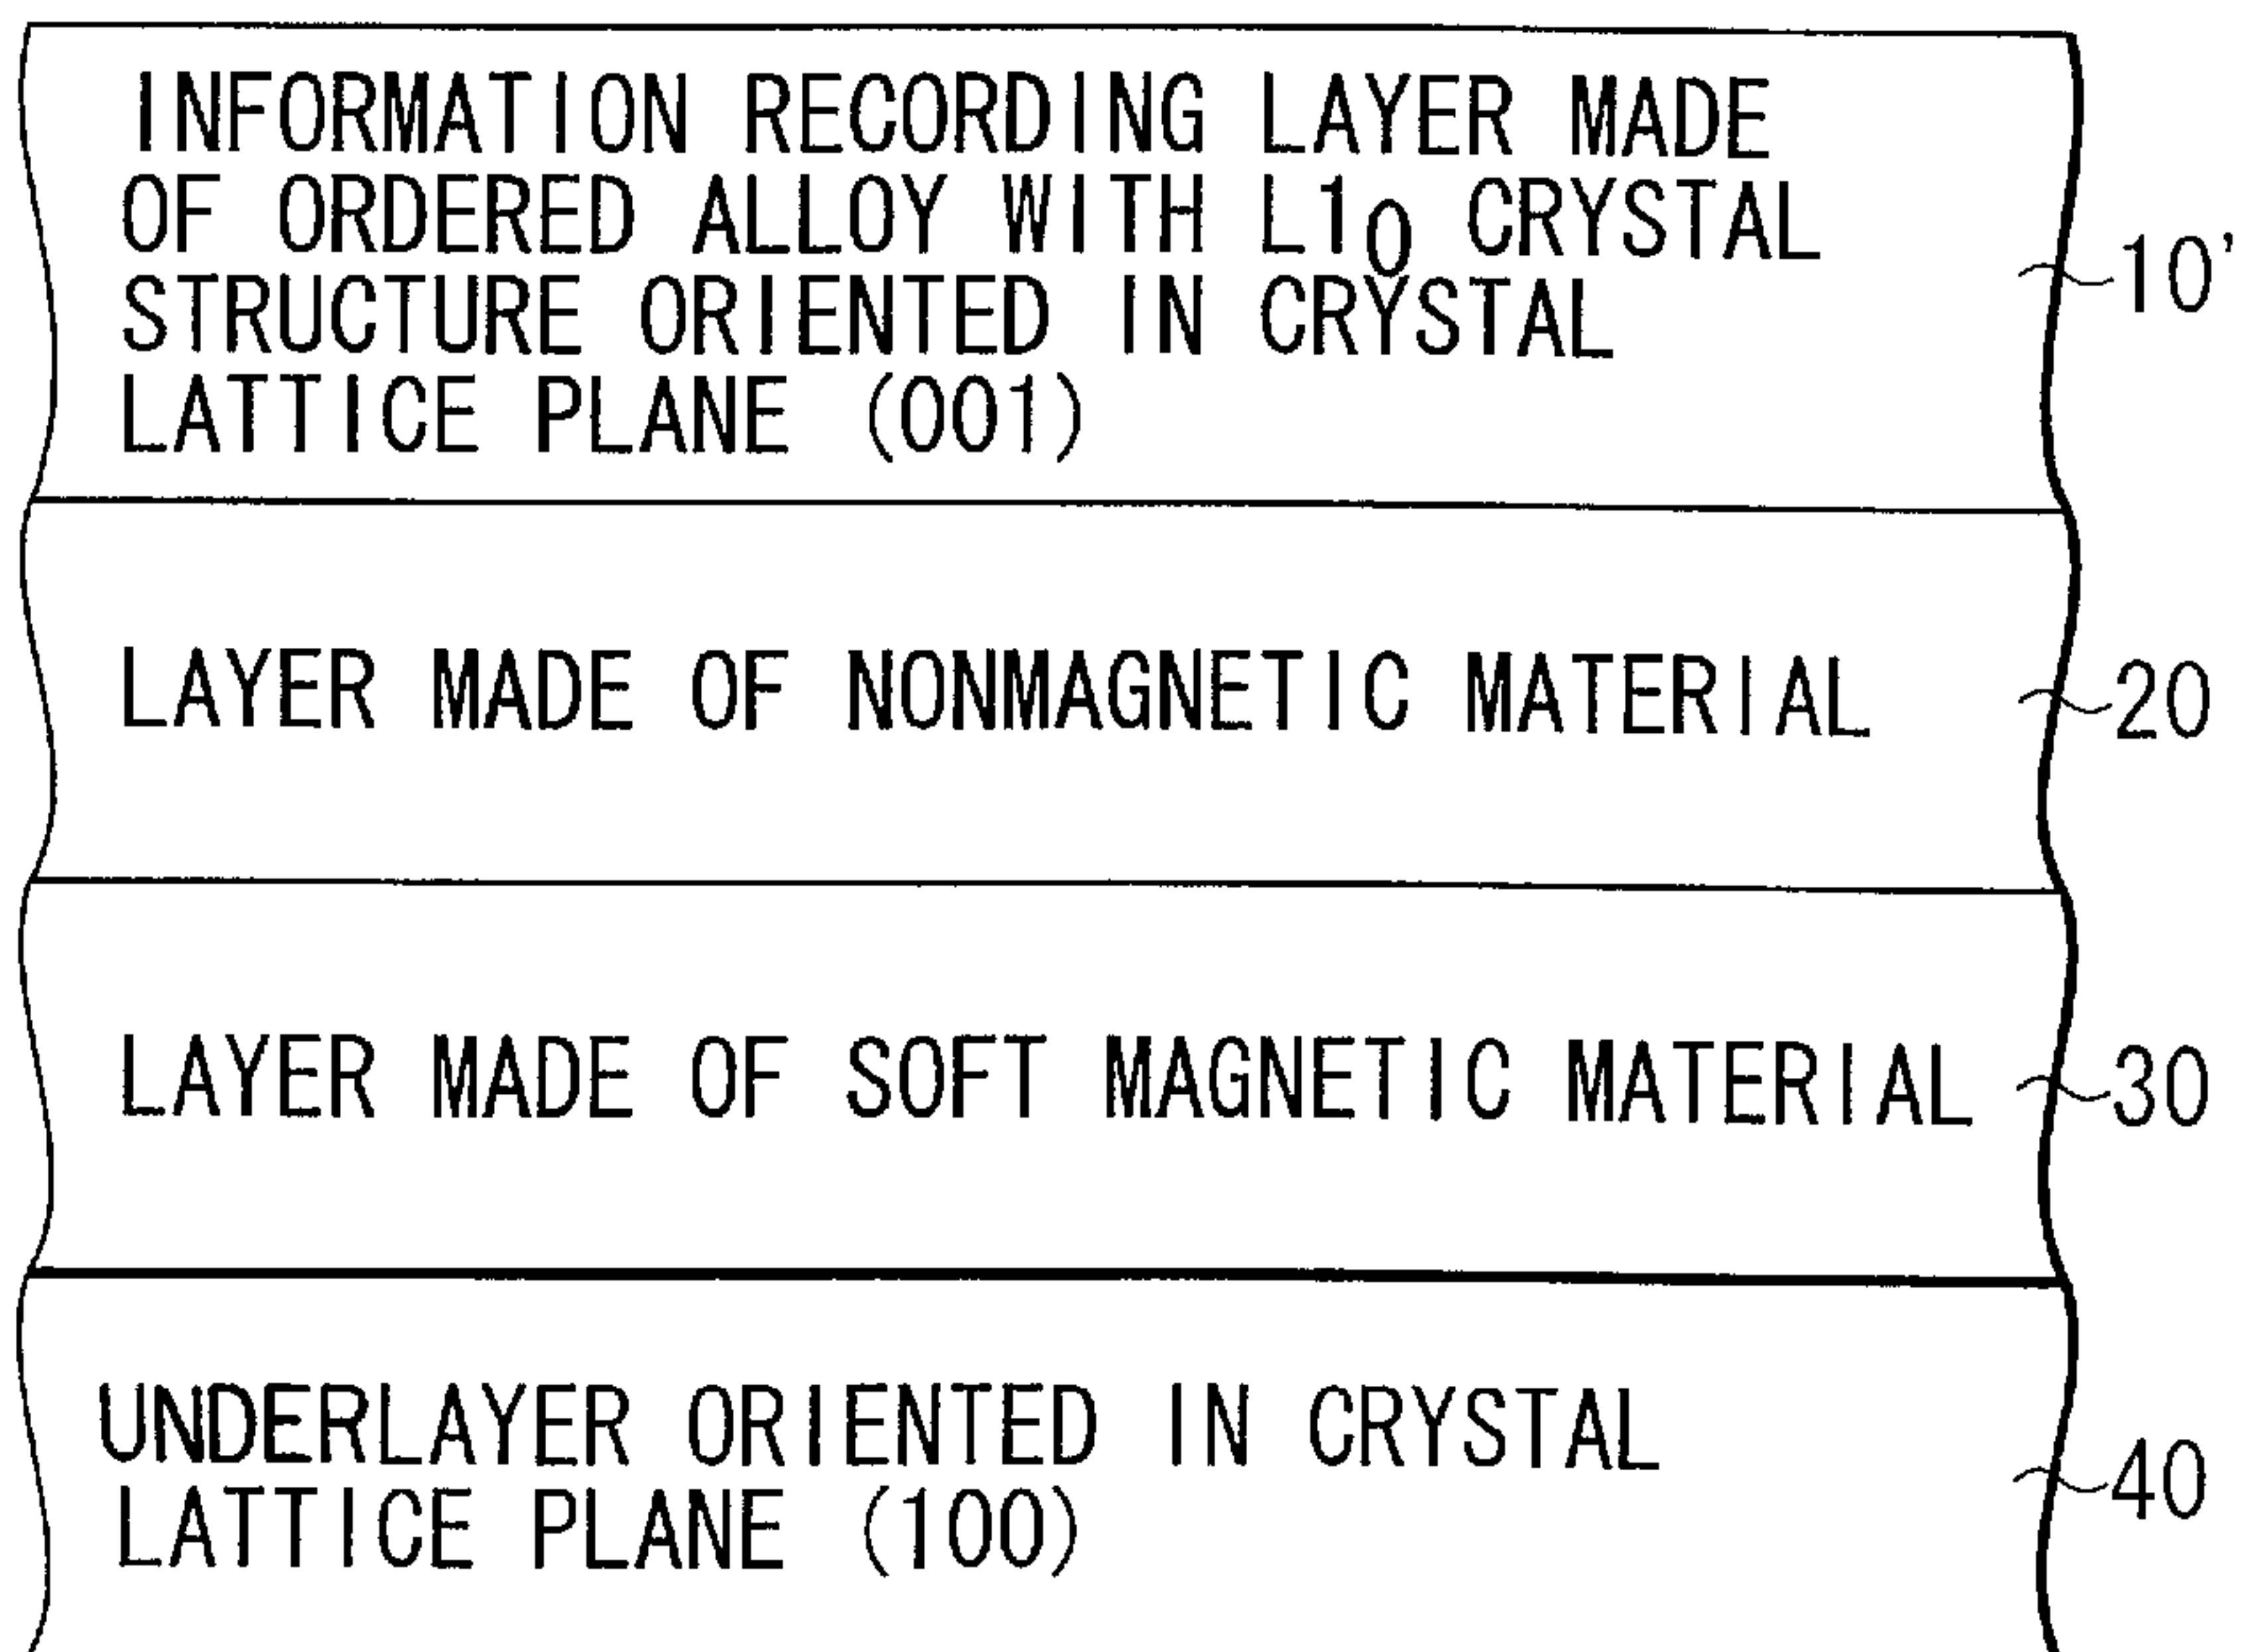 INFORMATION RECORDING LAYER MADE
OF ORDERED ALLOY WITH L1₀ CRYSTAL
STRUCTURE ORIENTED IN CRYSTAL
LATTICE PLANE (001)
10'
LAYER MADE OF NONMAGNETIC MATERIAL
20
LAYER MADE OF SOFT MAGNETIC MATERIAL
30
UNDERLAYER ORIENTED IN CRYSTAL
LATTICE PLANE (100)
40